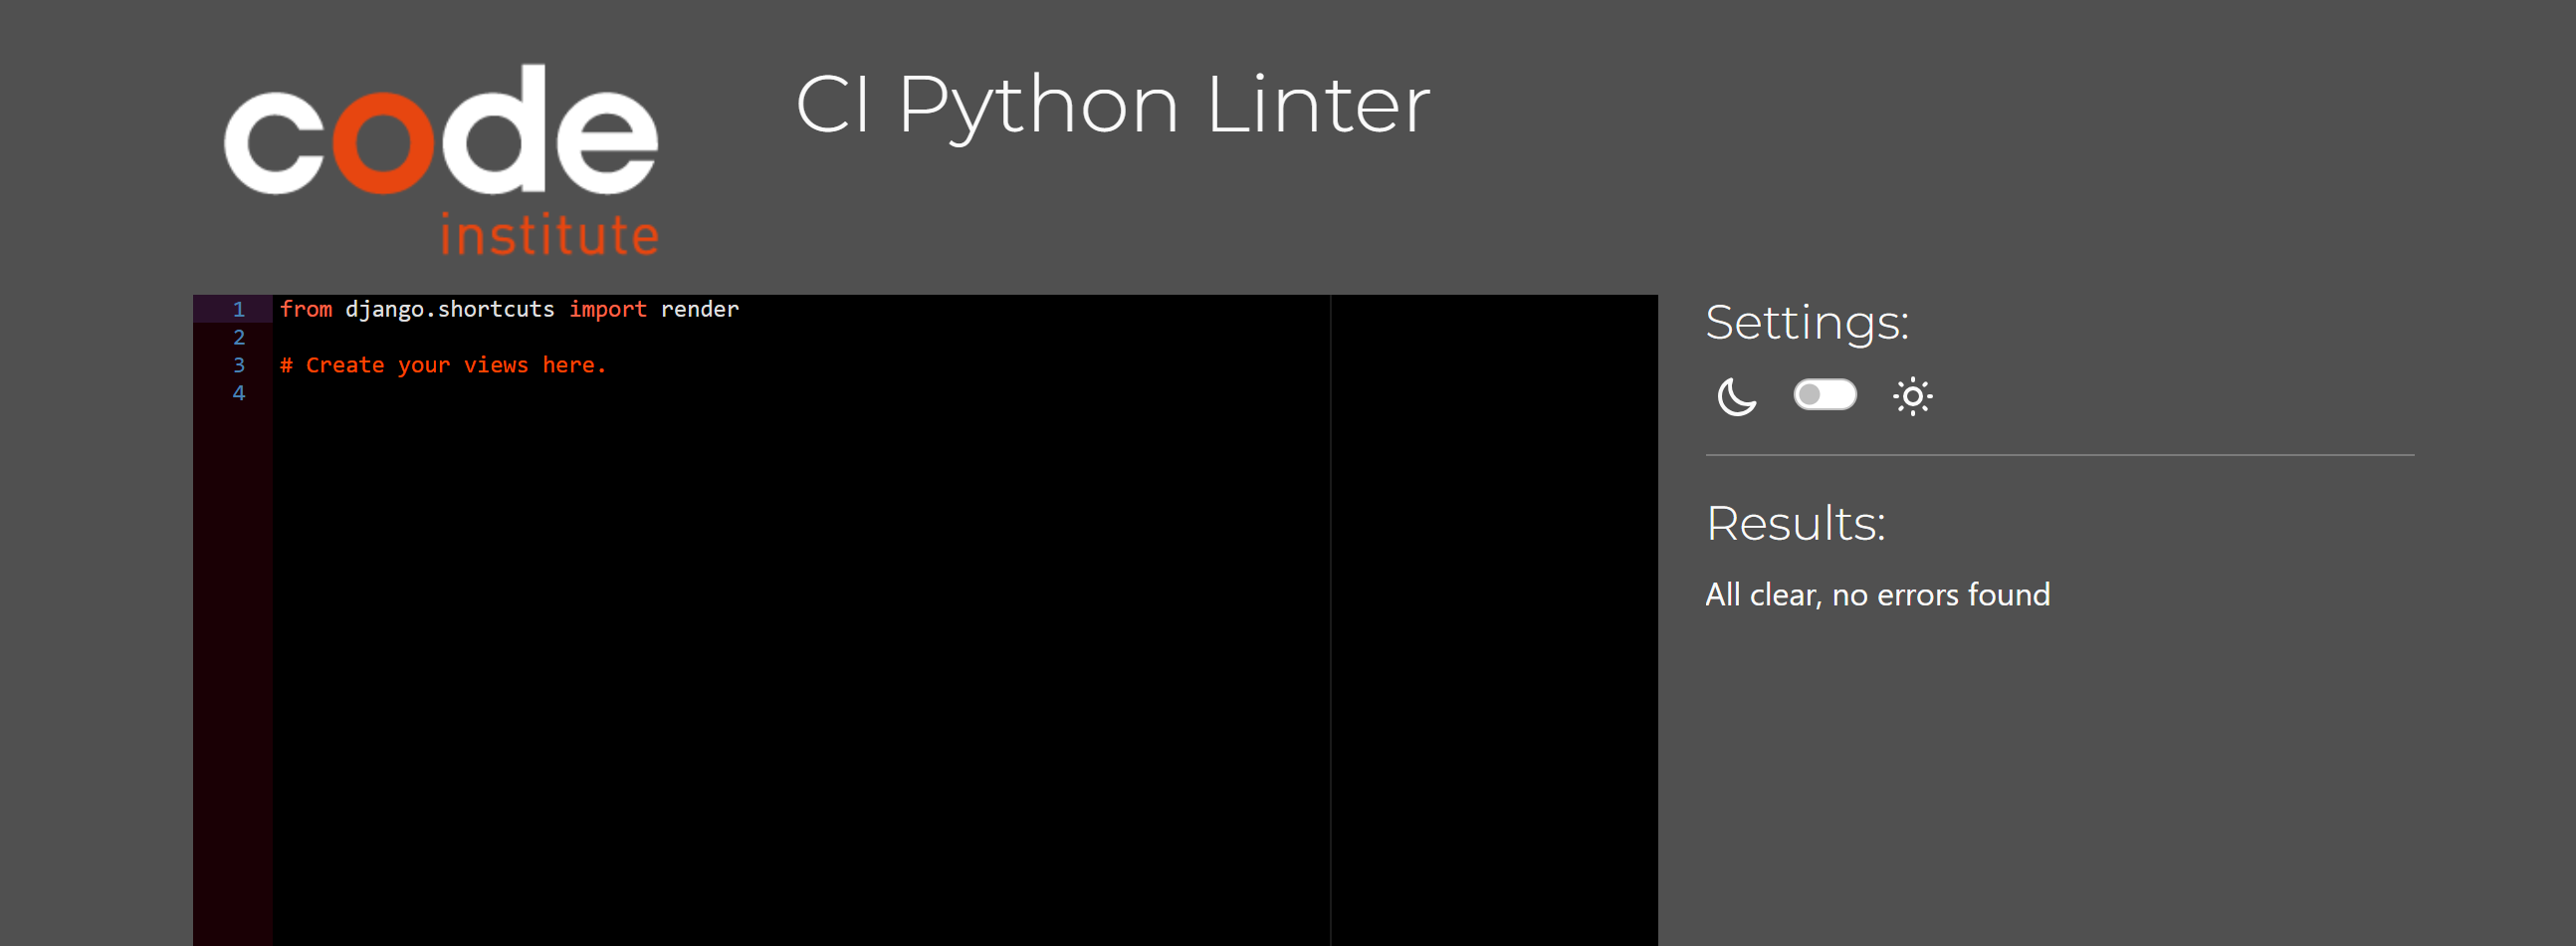 code
institute
CI Python Linter
1 from django.shortcuts import render
2
3 # Create your views here.
4
Settings:
Results:
All clear, no errors found